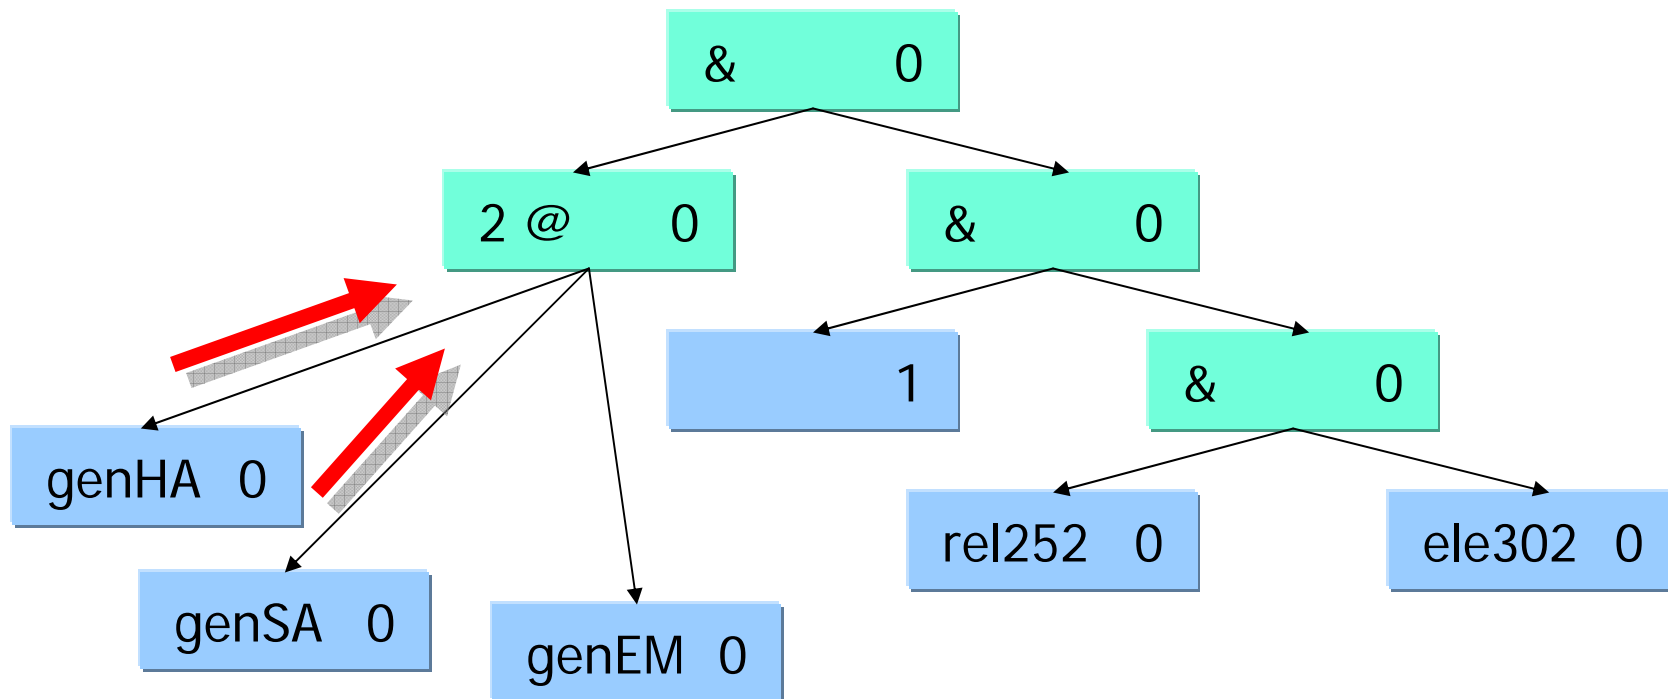 & 0
2 @ 0
& 0
1
& 0
genHA 0
rel252 0
ele302 0
genSA 0
genEM 0